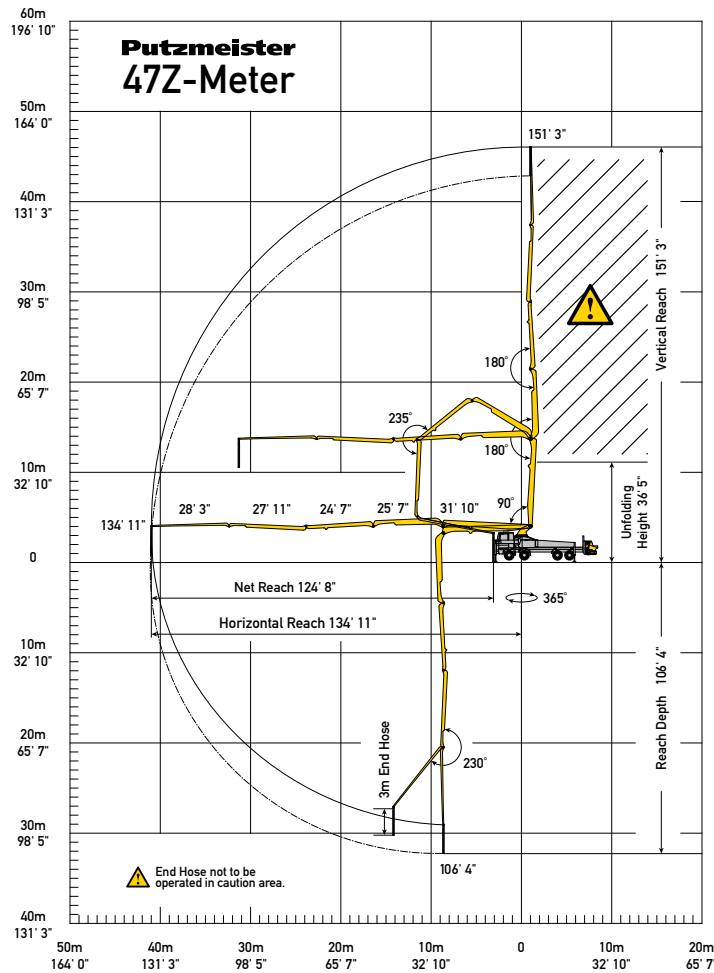 60m
196' 10"
Putzmeister
47Z-Meter
50m
164' 0"
151' 3"
40m
131' 3"
Vertical Reach 151' 3"
30m
98' 5"
180°
20m
65' 7"
235°
180°
10m
32' 10"
Unfolding
Height 36' 5"
28' 3"
27' 11"
24' 7"
25' 7"
31' 10"
90°
134' 11"
0
Net Reach 124' 8"
365°
Horizontal Reach 134' 11"
10m
32' 10"
Reach Depth 106' 4"
20m
65' 7"
3m End Hose
230°
30m
98' 5"
!
End Hose not to be
operated in caution area.
106' 4"
40m
131' 3"
50m
164' 0"
40m
131' 3"
30m
98' 5"
20m
65' 7"
10m
32' 10"
0
10m
32' 10"
20m
65' 7"